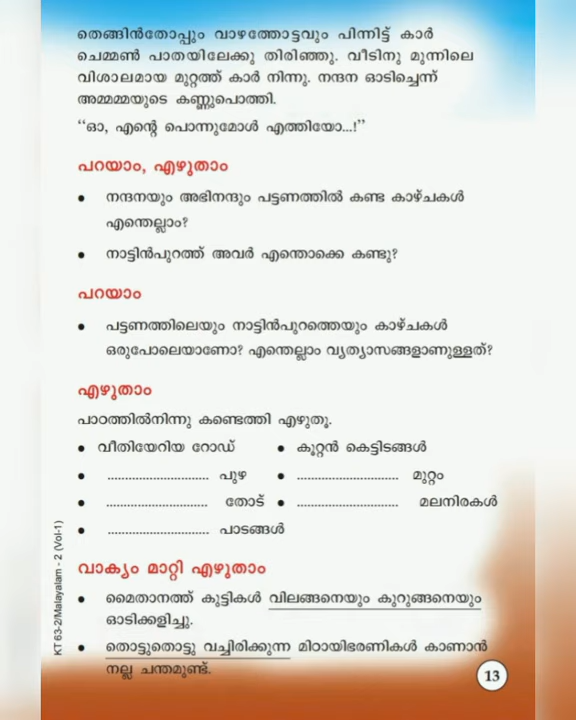 തെങ്ങിൻതോപ്പും വാഴത്തോട്ടവും പിന്നിട്ട് കാർ
ചെമ്മൺ പാതയിലേക്കു തിരിഞ്ഞു. വീടിനു മുന്നിലെ
വിശാലമായ മുറ്റത്ത് കാർ നിന്നു. നന്ദന ഓടിച്ചെന്ന്
അമ്മമ്മയുടെ കണ്ണുപൊത്തി.
“ഓ, എന്റെ പൊന്നുമോൾ എത്തിയോ...!”
പറയാം, എഴുതാം
• നന്ദനയും അഭിനന്ദും പട്ടണത്തിൽ കണ്ട കാഴ്ചകൾ
എന്തെല്ലാം?
• നാട്ടിൻപുറത്ത് അവർ എന്തൊക്കെ കണ്ടു?
പറയാം
• പട്ടണത്തിലെയും നാട്ടിൻപുറത്തെയും കാഴ്ചകൾ
ഒരുപോലെയാണോ? എന്തെല്ലാം വ്യത്യാസങ്ങളാണുള്ളത്?
എഴുതാം
പാഠത്തിൽനിന്നു കണ്ടെത്തി എഴുതൂ.
• വീതിയേറിയ റോഡ് • കൂറ്റൻ കെട്ടിടങ്ങൾ
• ............................ പുഴ • ............................ മുറ്റം
• ............................ തോട് • ............................ മലനിരകൾ
• ............................ പാടങ്ങൾ
വാക്യം മാറ്റി എഴുതാം
• മൈതാനത്ത് കുട്ടികൾ വിലങ്ങനെയും കുറുങ്ങനെയും
ഓടിക്കളിച്ചു.
• തൊട്ടുതൊട്ടു വച്ചിരിക്കുന്ന മിഠായിഭരണികൾ കാണാൻ
നല്ല ചന്തമുണ്ട്.
KT 63-2/Malayalam - 2 (Vol-1)
13